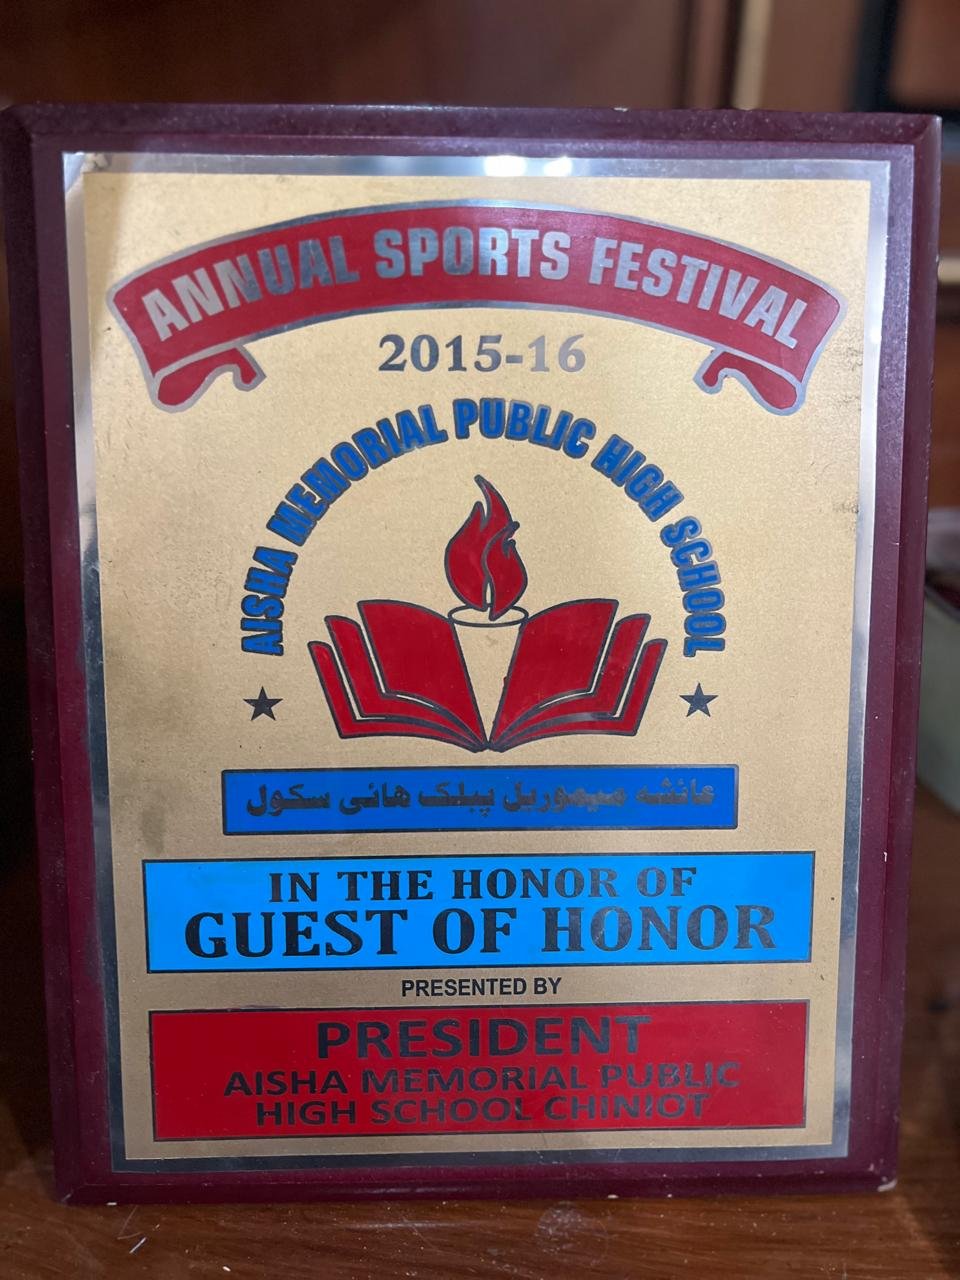 ANNUAL SPORTS FESTIVAL
2015-16
AISHA MEMORIAL PUBLIC HIGH SCHOOL
عائشہ میموریل پبلک ھائی سکول
IN THE HONOR OF
GUEST OF HONOR
PRESENTED BY
PRESIDENT
AISHA MEMORIAL PUBLIC
HIGH SCHOOL CHINIOT